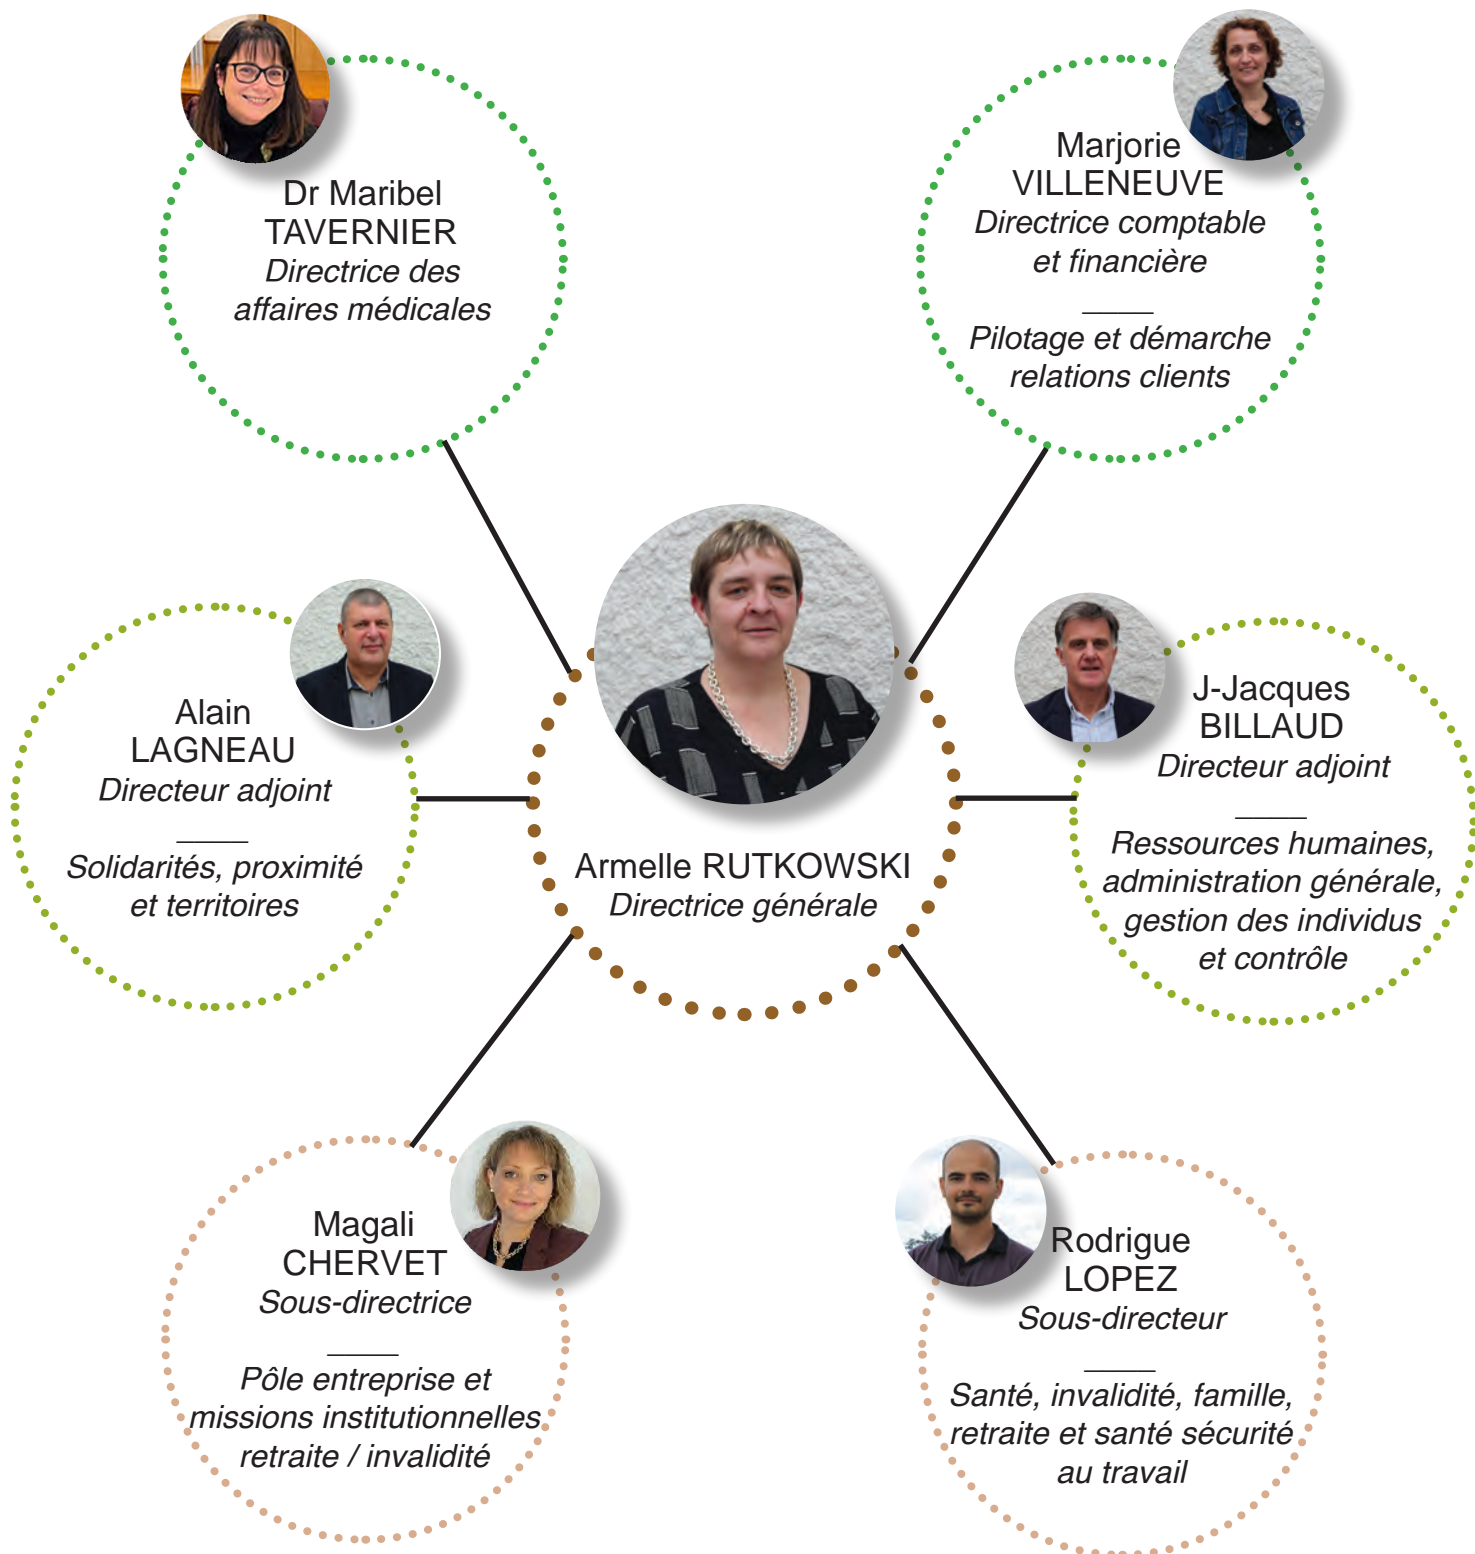 Dr Maribel
TAVERNIER
Directrice des
affaires médicales
Marjorie
VILLENEUVE
Directrice comptable
et financière
Pilotage et démarche
relations clients
Alain
LAGNEAU
Directeur adjoint
Solidarités, proximité
et territoires
Armelle RUTKOWSKI
Directrice générale
J-Jacques
BILLAUD
Directeur adjoint
Ressources humaines,
administration générale,
gestion des individus
et contrôle
Magali
CHERVET
Sous-directrice
Pôle entreprise et
missions institutionnelles
retraite / invalidité
Rodrigue
LOPEZ
Sous-directeur
Santé, invalidité, famille,
retraite et santé sécurité
au travail